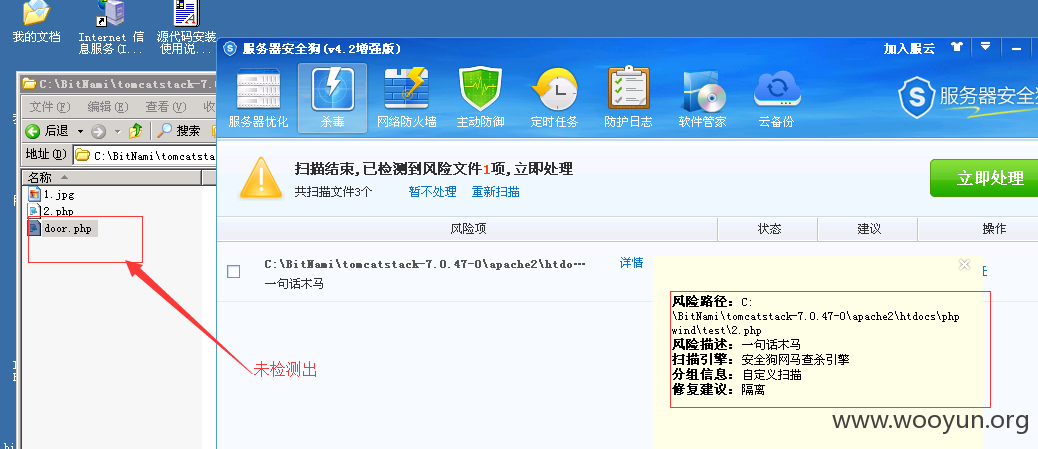 我的文档
Internet 信
息服务(I...
源代码安装
使用说...
服务器安全狗(v4.2增强版)
加入服云
服务器优化
杀毒
网络防火墙
主动防御
定时任务
防护日志
软件管家
云备份
服务器安全狗
C:\BitNami\tomcatstack-7.0
文件(F)
编辑(E)
查看(V)
收
后退
搜索
地址(D)
C:\BitNami\tomcatsta
名称
1.jpg
2.php
door.php
未检测出
扫描结束,已检测到风险文件1项,立即处理
共扫描文件3个
暂不处理
重新扫描
立即处理
风险项
状态
建议
操作
C:\BitNami\tomcatstack-7.0.47-0\apache2\htdo…
一句话木马
详情
风险路径：C:
\BitNami\tomcatstack-7.0.47-0\apache2\htdocs\php
wind\test\2.php
风险描述：一句话木马
扫描引擎：安全狗网马查杀引擎
分组信息：自定义扫描
修复建议：隔离
www.wooyun.org